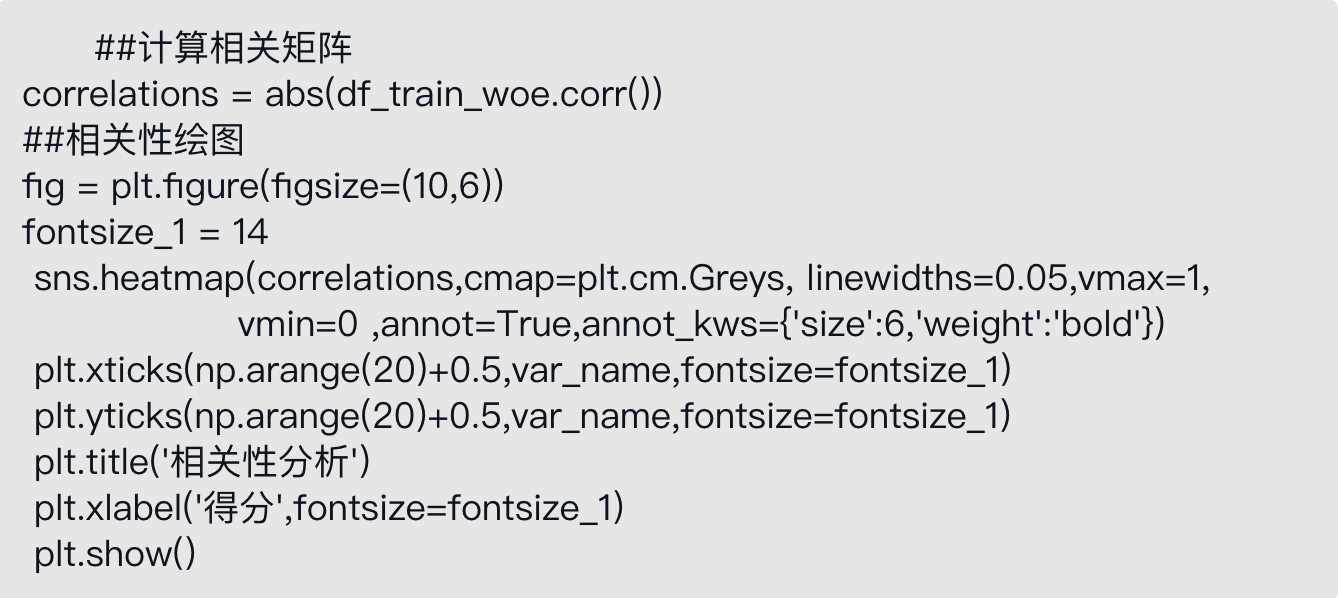 ##计算相关矩阵
correlations = abs(df_train_woe.corr())
##相关性绘图
fig = plt.figure(figsize=(10,6))
fontsize_1 = 14
sns.heatmap(correlations,cmap=plt.cm.Greys, linewidths=0.05,vmax=1,
vmin=0 ,annot=True,annot_kws={'size':6,'weight':'bold'})
plt.xticks(np.arange(20)+0.5,var_name,fontsize=fontsize_1)
plt.yticks(np.arange(20)+0.5,var_name,fontsize=fontsize_1)
plt.title('相关性分析')
plt.xlabel('得分',fontsize=fontsize_1)
plt.show()